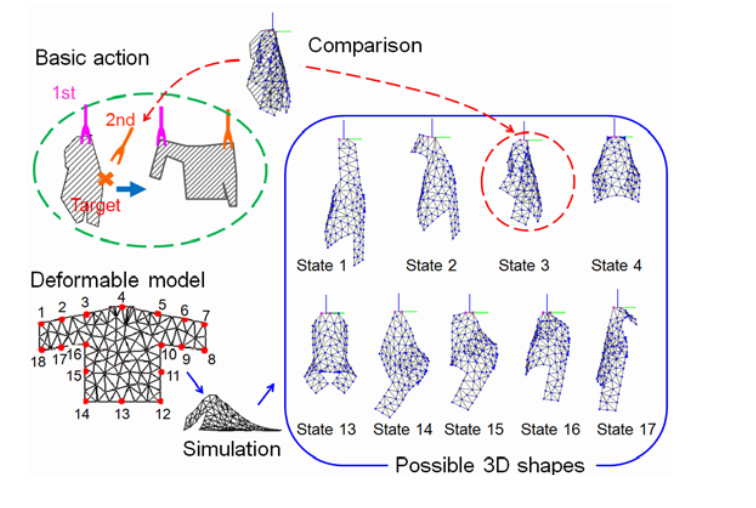 Comparison
Basic action
1st
2nd
Target
State 1
State 2
State 3
State 4
Deformable model
1 2 3 4 5 6 7
18 17 16 10 9 8
15 11
14 13 12
Simulation
State 13
State 14
State 15
State 16
State 17
Possible 3D shapes